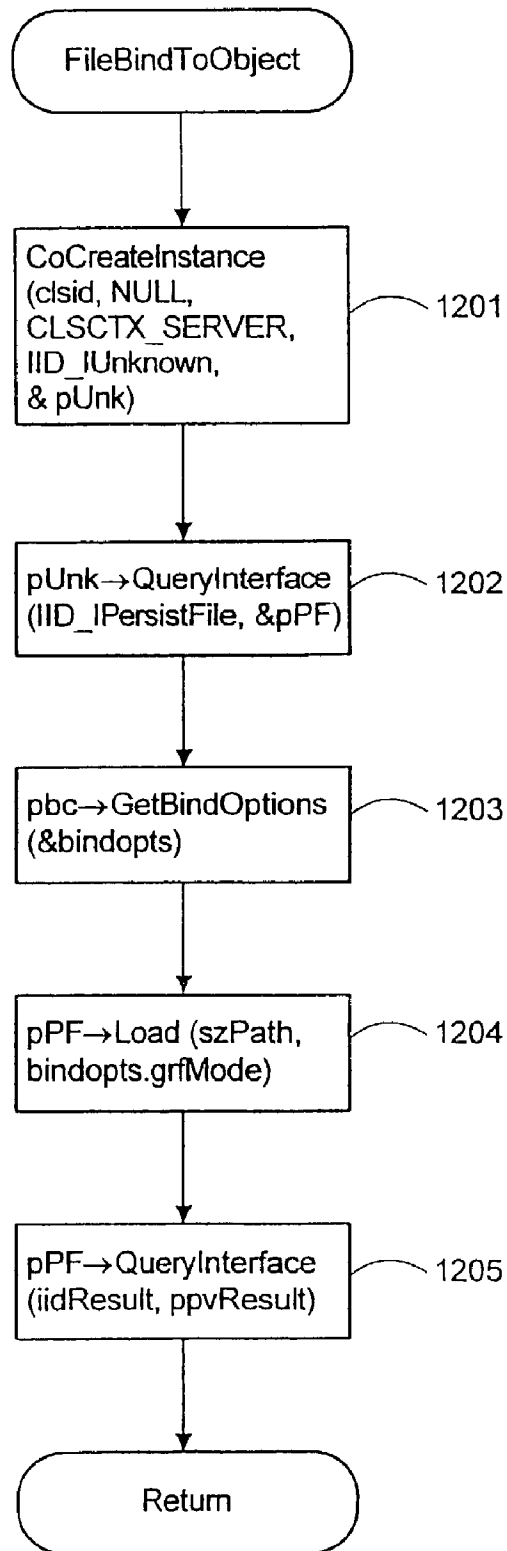 FileBindToObject
CoCreateInstance
(clsid, NULL,
CLSCTX_SERVER,
IID_IUnknown,
& pUnk)
1201
pUnk→QueryInterface
(IID_IPersistFile, &pPF)
1202
pbc→GetBindOptions
(&bindopts)
1203
pPF→Load (szPath,
bindopts.grfMode)
1204
pPF→QueryInterface
(iidResult, ppvResult)
1205
Return